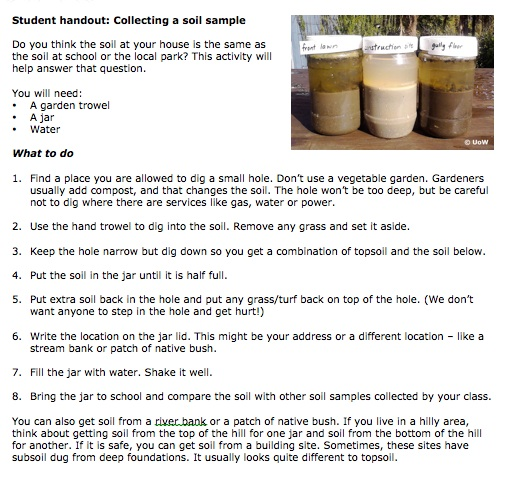 Student handout: Collecting a soil sample
Do you think the soil at your house is the same as
the soil at school or the local park? This activity will
help answer that question.
You will need:
• A garden trowel
• A jar
• Water
front lawn
onstruction site
gully floor
© UoW
What to do
1. Find a place you are allowed to dig a small hole. Don't use a vegetable garden. Gardeners
usually add compost, and that changes the soil. The hole won't be too deep, but be careful
not to dig where there are services like gas, water or power.
2. Use the hand trowel to dig into the soil. Remove any grass and set it aside.
3. Keep the hole narrow but dig down so you get a combination of topsoil and the soil below.
4. Put the soil in the jar until it is half full.
5. Put extra soil back in the hole and put any grass/turf back on top of the hole. (We don't
want anyone to step in the hole and get hurt!)
6. Write the location on the jar lid. This might be your address or a different location – like a
stream bank or patch of native bush.
7. Fill the jar with water. Shake it well.
8. Bring the jar to school and compare the soil with other soil samples collected by your class.
You can also get soil from a river bank or a patch of native bush. If you live in a hilly area,
think about getting soil from the top of the hill for one jar and soil from the bottom of the hill
for another. If it is safe, you can get soil from a building site. Sometimes, these sites have
subsoil dug from deep foundations. It usually looks quite different to topsoil.